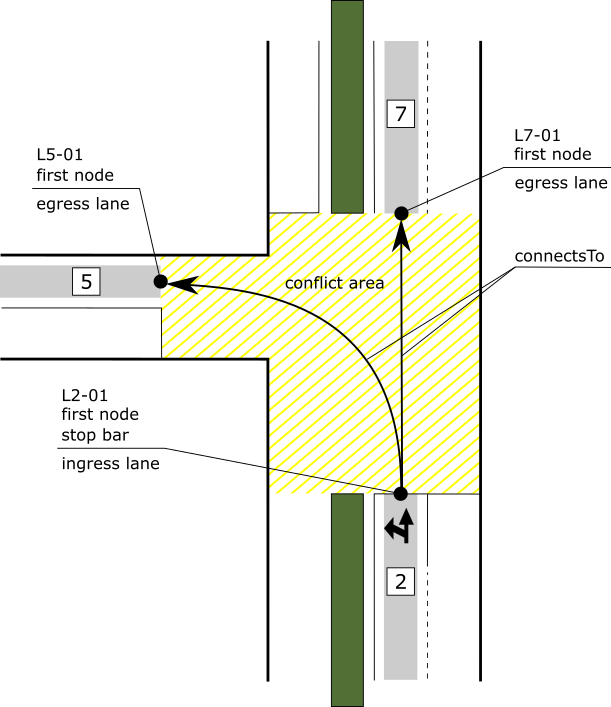 7
L7-01
first node
egress lane
L5-01
first node
egress lane
connectsTo
5
conflict area
L2-01
first node
stop bar
ingress lane
2